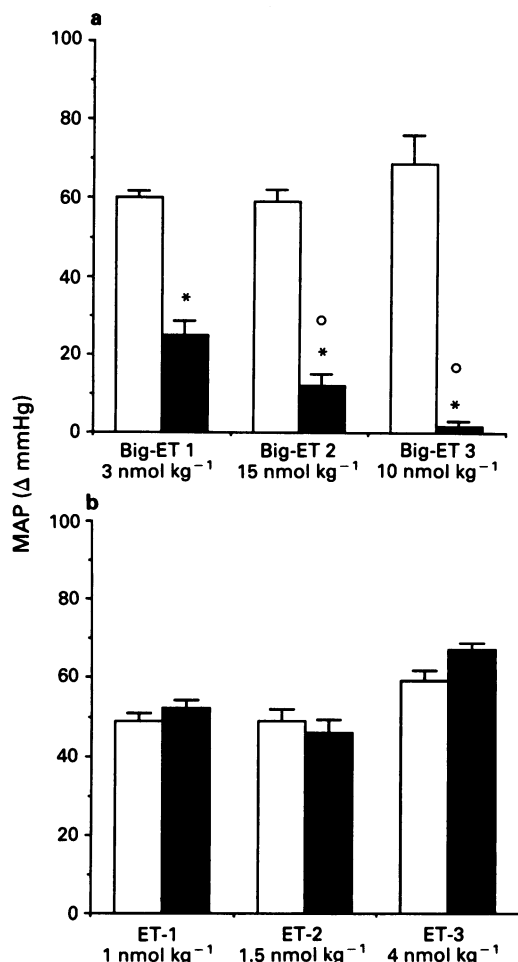 a
100
80
60
40
20
0
* ○ * ○ *
Big-ET 1 Big-ET 2 Big-ET 3
3 nmol kg⁻¹ 15 nmol kg⁻¹ 10 nmol kg⁻¹
MAP (Δ mmHg)
b
100
80
60
40
20
0
ET-1 ET-2 ET-3
1 nmol kg⁻¹ 1.5 nmol kg⁻¹ 4 nmol kg⁻¹